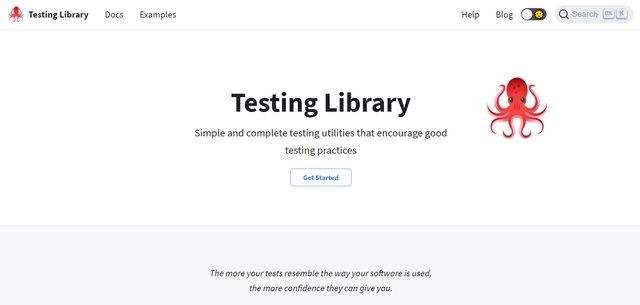 Testing Library
Docs
Examples
Help
Blog
Search
K
Testing Library
Simple and complete testing utilities that encourage good
testing practices
Get Started
The more your tests resemble the way your software is used,
the more confidence they can give you.